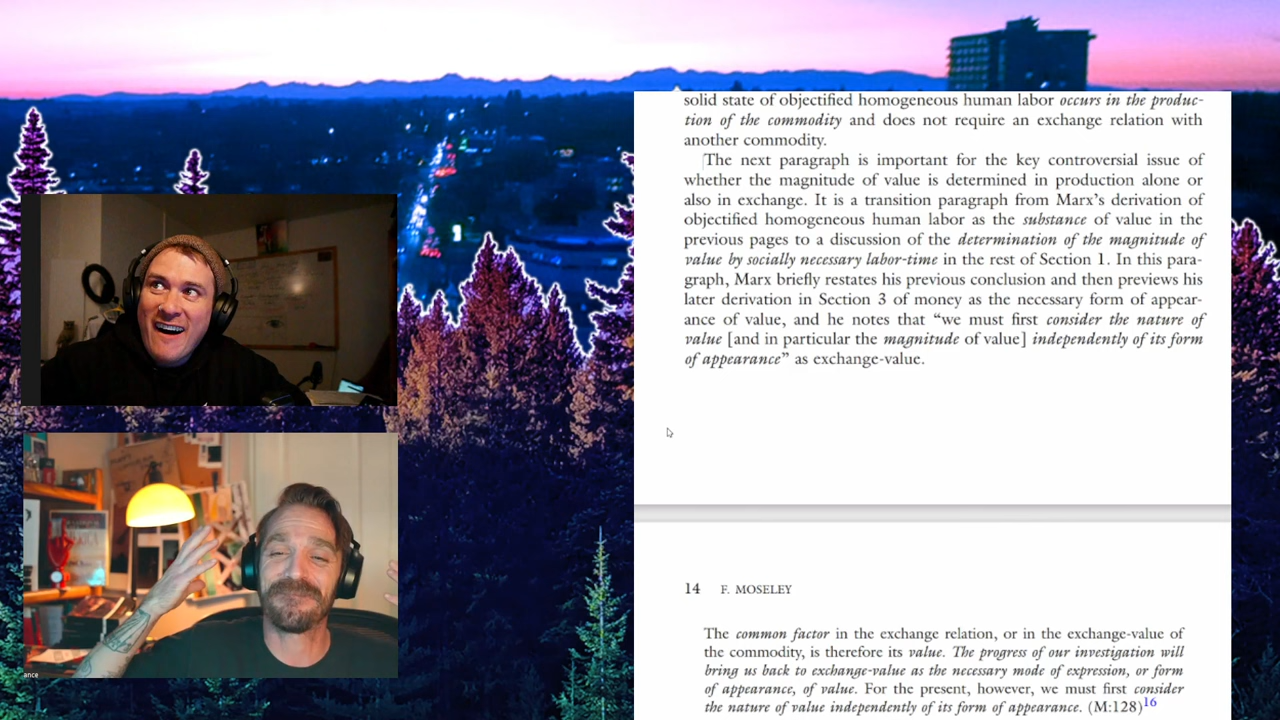 solid state of objectified homogeneous human labor occurs in the produc-
tion of the commodity and does not require an exchange relation with
another commodity.
The next paragraph is important for the key controversial issue of
whether the magnitude of value is determined in production alone or
also in exchange. It is a transition paragraph from Marx's derivation of
objectified homogeneous human labor as the substance of value in the
previous pages to a discussion of the determination of the magnitude of
value by socially necessary labor-time in the rest of Section 1. In this para-
graph, Marx briefly restates his previous conclusion and then previews his
later derivation in Section 3 of money as the necessary form of appear-
ance of value, and he notes that “we must first consider the nature of
value [and in particular the magnitude of value] independently of its form
of appearance” as exchange-value.
14 F. MOSELEY
The common factor in the exchange relation, or in the exchange-value of
the commodity, is therefore its value. The progress of our investigation will
bring us back to exchange-value as the necessary mode of expression, or form
of appearance, of value. For the present, however, we must first consider
the nature of value independently of its form of appearance. (M:128)16
ance